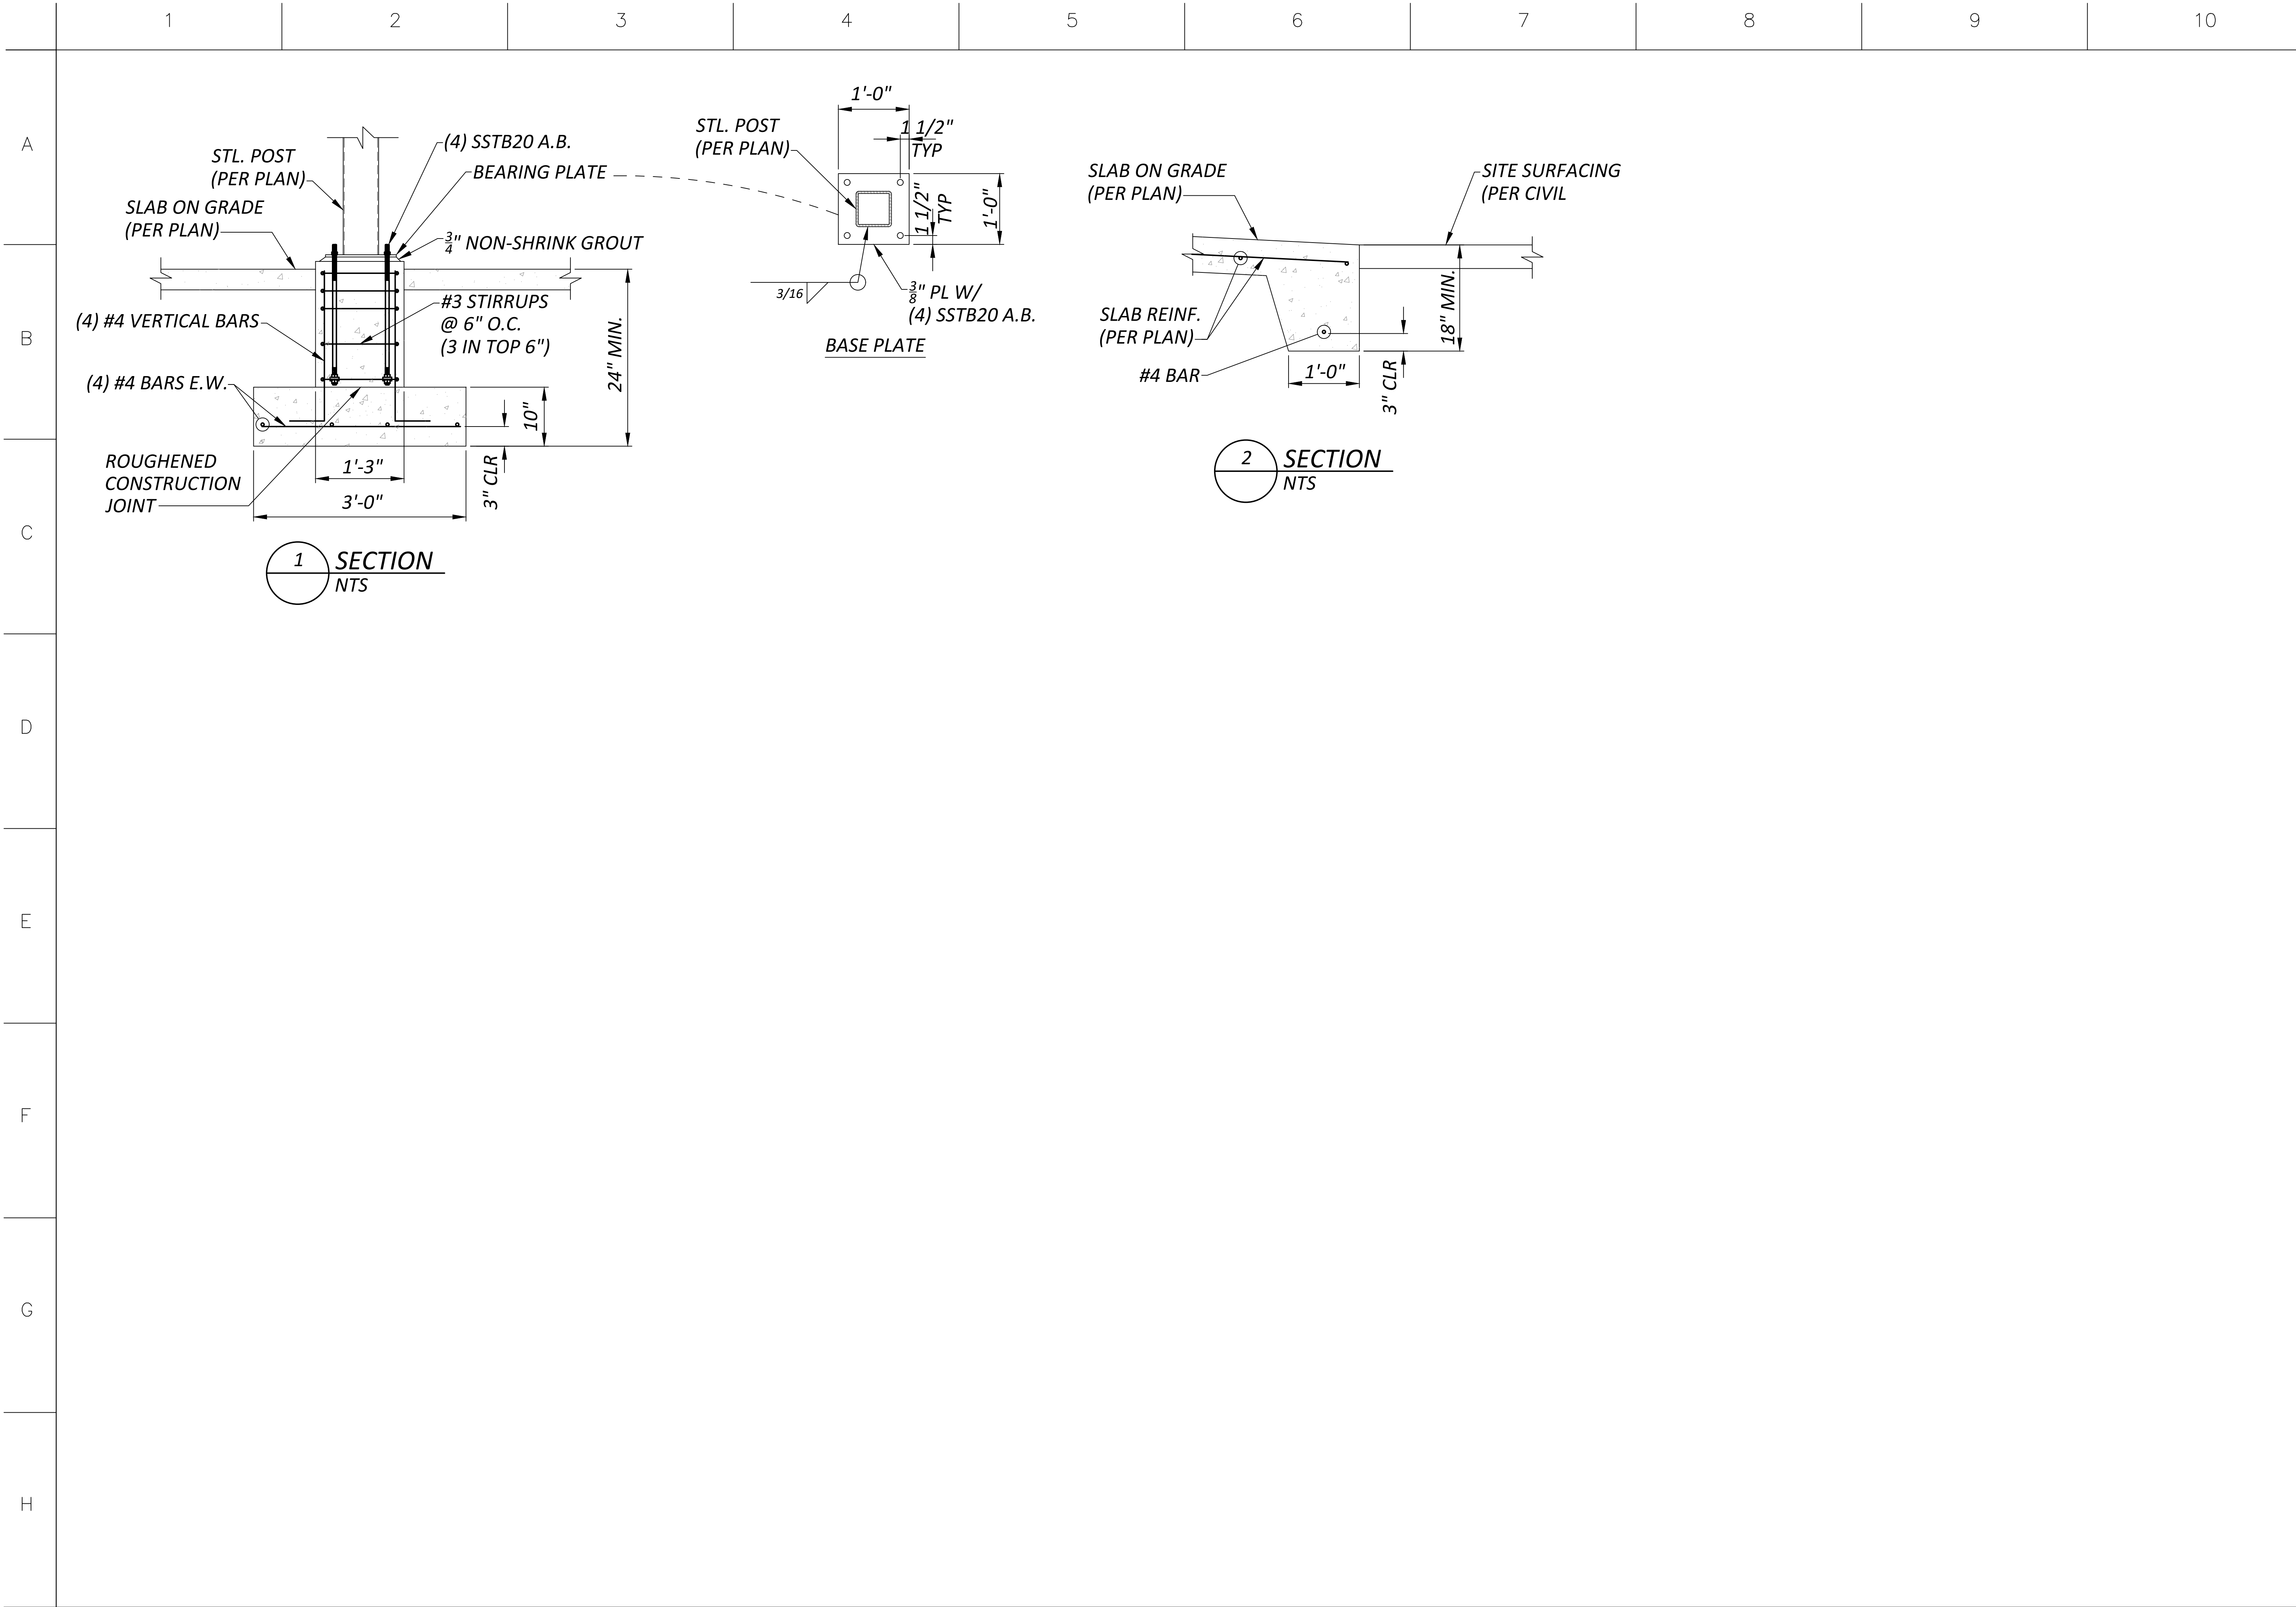 1 2 3 4 5 6 7 8 9 10
A
B
C
D
E
F
G
H
STL. POST
(PER PLAN)
SLAB ON GRADE
(PER PLAN)
(4) SSTB20 A.B.
BEARING PLATE
3/4" NON-SHRINK GROUT
(4) #4 VERTICAL BARS
#3 STIRRUPS
@ 6" O.C.
(3 IN TOP 6")
(4) #4 BARS E.W.
24" MIN.
10"
3" CLR
ROUGHENED
CONSTRUCTION
JOINT
1'-3"
3'-0"
1 SECTION
NTS
1'-0"
STL. POST
(PER PLAN)
1 1/2"
TYP
1 1/2"
TYP
1'-0"
3/16
3/8" PL W/
(4) SSTB20 A.B.
BASE PLATE
SLAB ON GRADE
(PER PLAN)
SITE SURFACING
(PER CIVIL
SLAB REINF.
(PER PLAN)
#4 BAR
18" MIN.
1'-0"
3" CLR
2 SECTION
NTS